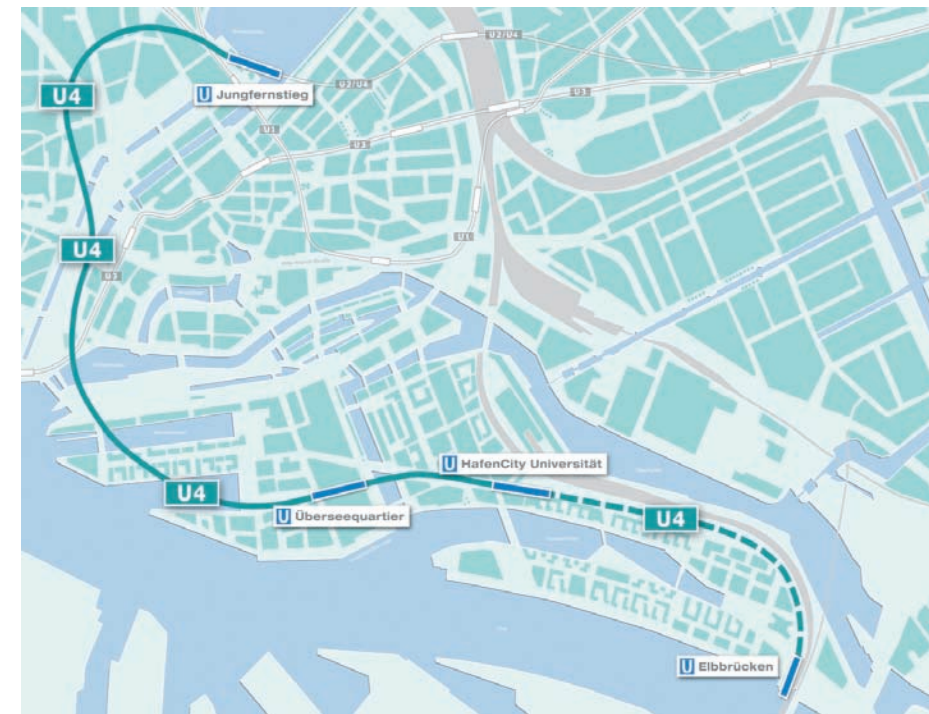 U2/U4
U4
U Jungfernstieg
U2/U4
U3
U1
U3
U1
U4
U3
U HafenCity Universität
U4
U Überseequartier
U4
U Elbbrücken